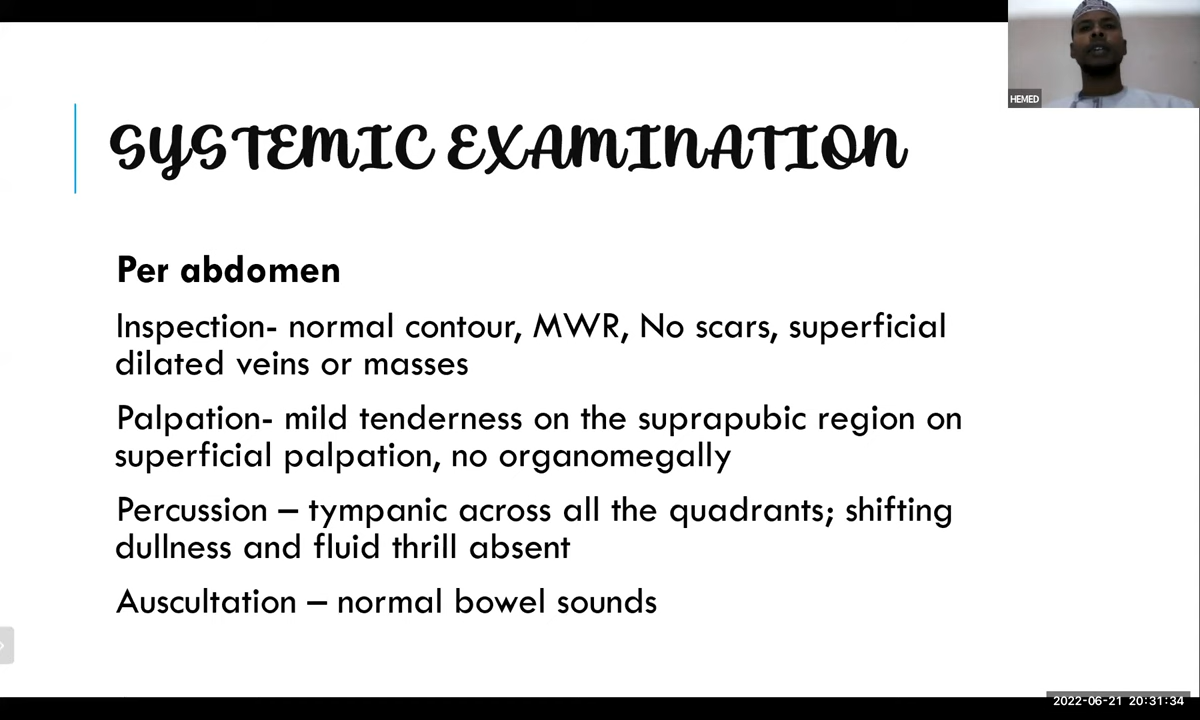 HEMED
SYSTEMIC EXAMINATION
Per abdomen
Inspection- normal contour, MWR, No scars, superficial
dilated veins or masses
Palpation- mild tenderness on the suprapubic region on
superficial palpation, no organomegally
Percussion – tympanic across all the quadrants; shifting
dullness and fluid thrill absent
Auscultation – normal bowel sounds
2022-06-21 20:31:34